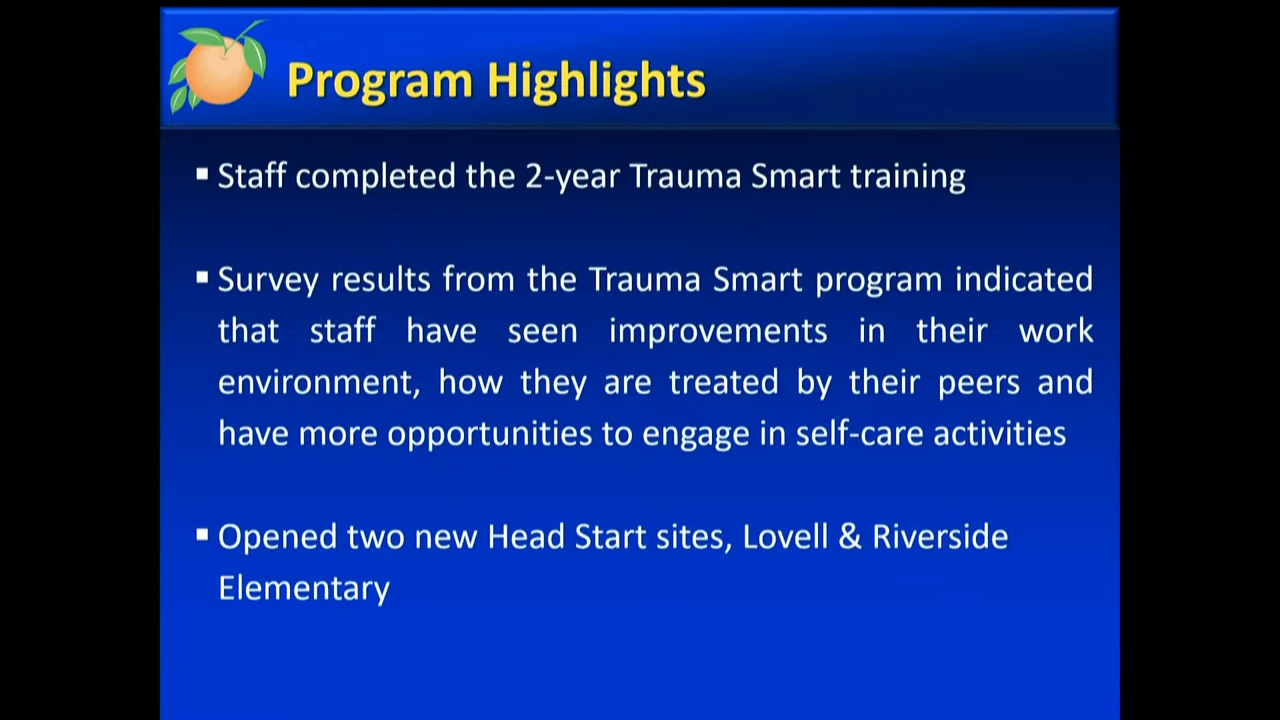 Program Highlights
▪ Staff completed the 2-year Trauma Smart training
▪ Survey results from the Trauma Smart program indicated
that staff have seen improvements in their work
environment, how they are treated by their peers and
have more opportunities to engage in self-care activities
▪ Opened two new Head Start sites, Lovell & Riverside
Elementary